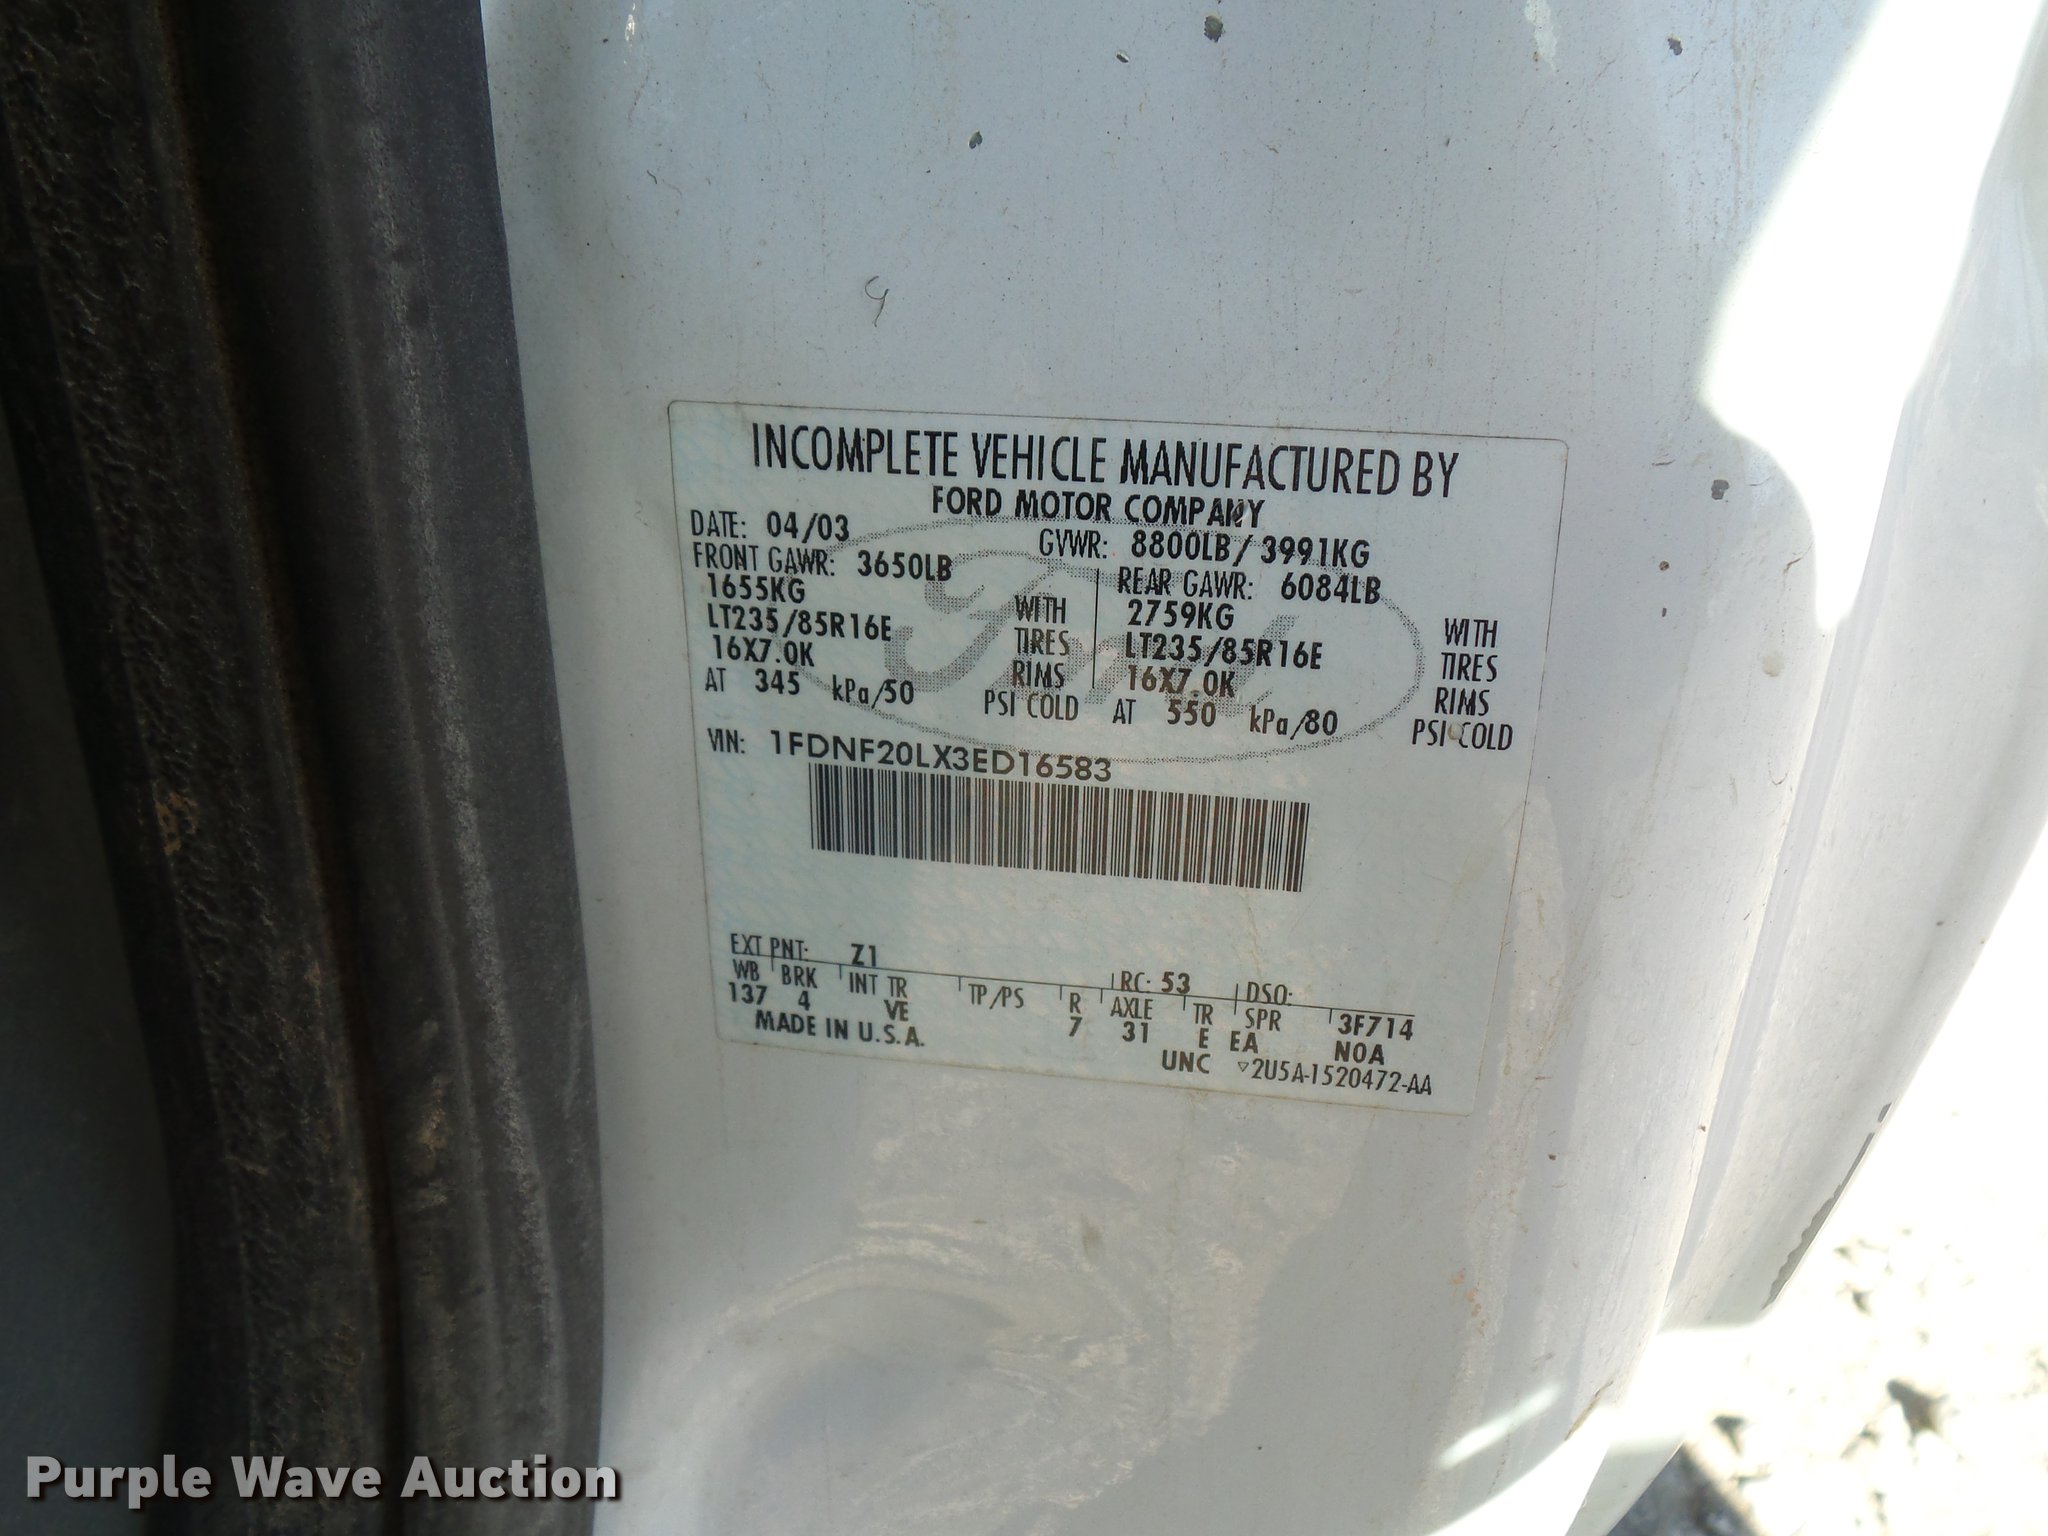 INCOMPLETE VEHICLE MANUFACTURED BY
FORD MOTOR COMPANY
DATE: 04/03 GVWR: 8800LB/ 3991KG
FRONT GAWR: 3650LB REAR GAWR: 6084LB
1655KG WITH 2759KG WITH
LT235/85R16E TIRES LT235/85R16E TIRES
16X7.0K RIMS 16X7.0K RIMS
AT 345 kPa/50 PSI COLD AT 550 kPa/80 PSI COLD
VIN: 1FDNF20LX3ED16583
Ford
EXT PNT: Z1 RC: 53 DSO:
WB BRK INT TR TP/PS R AXLE TR SPR 3F714
137 4 VE 7 31 E EA N0A
MADE IN U.S.A. UNC ▽2U5A-1520472-AA
Purple Wave Auction